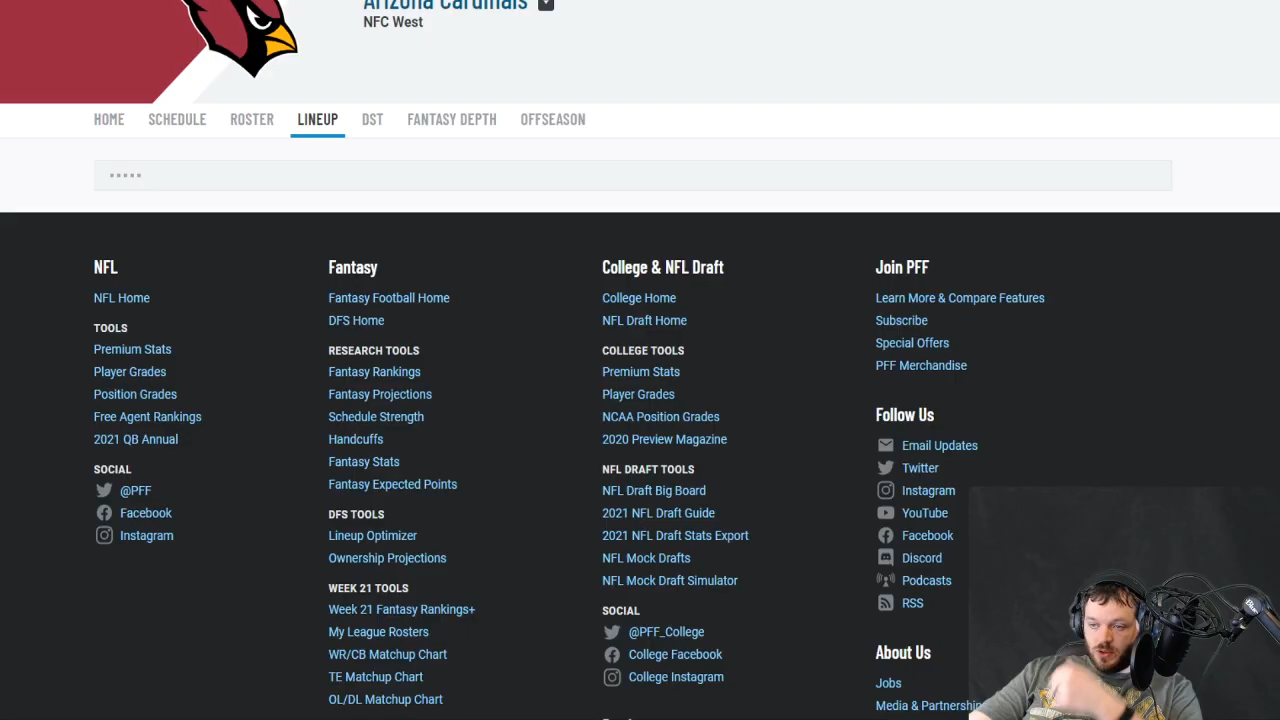 Arizona Cardinals
NFC West
HOME SCHEDULE ROSTER LINEUP DST FANTASY DEPTH OFFSEASON
NFL
NFL Home
TOOLS
Premium Stats
Player Grades
Position Grades
Free Agent Rankings
2021 QB Annual
SOCIAL
@PFF
Facebook
Instagram
Fantasy
Fantasy Football Home
DFS Home
RESEARCH TOOLS
Fantasy Rankings
Fantasy Projections
Schedule Strength
Handcuffs
Fantasy Stats
Fantasy Expected Points
DFS TOOLS
Lineup Optimizer
Ownership Projections
WEEK 21 TOOLS
Week 21 Fantasy Rankings+
My League Rosters
WR/CB Matchup Chart
TE Matchup Chart
OL/DL Matchup Chart
College & NFL Draft
College Home
NFL Draft Home
COLLEGE TOOLS
Premium Stats
Player Grades
NCAA Position Grades
2020 Preview Magazine
NFL DRAFT TOOLS
NFL Draft Big Board
2021 NFL Draft Guide
2021 NFL Draft Stats Export
NFL Mock Drafts
NFL Mock Draft Simulator
SOCIAL
@PFF_College
College Facebook
College Instagram
Join PFF
Learn More & Compare Features
Subscribe
Special Offers
PFF Merchandise
Follow Us
Email Updates
Twitter
Instagram
YouTube
Facebook
Discord
Podcasts
RSS
About Us
Jobs
Media & Partnership